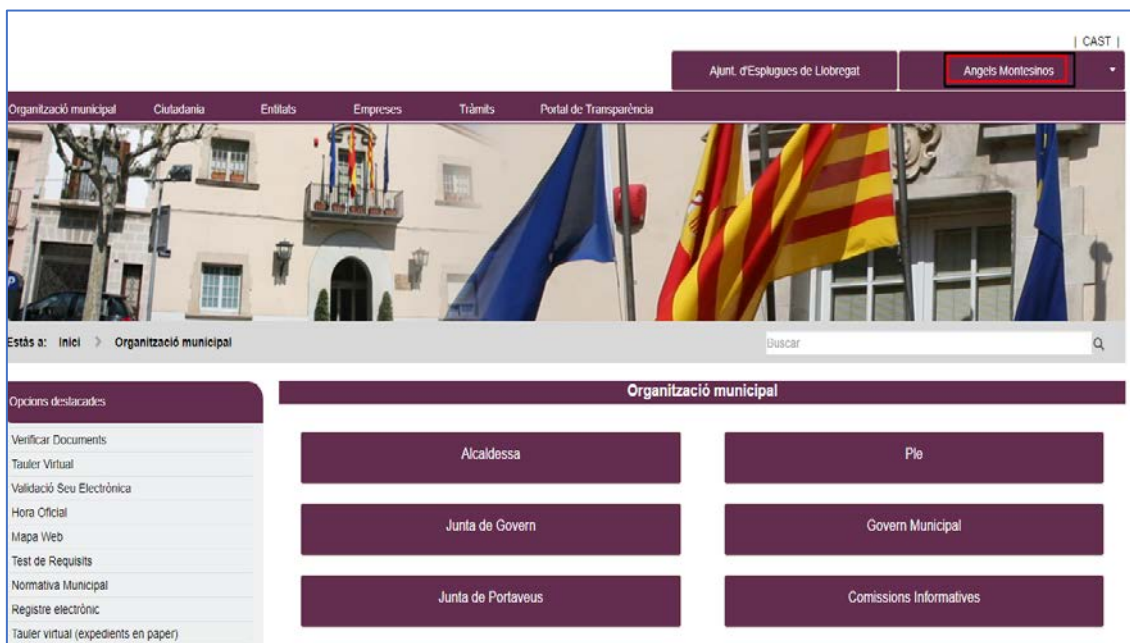 | CAST |
Ajunt. d'Esplugues de Llobregat
Angels Montesinos
Organització municipal
Ciutadania
Entitats
Empreses
Tràmits
Portal de Transparència
Estàs a: Inici > Organització municipal
Buscar
Opcions destacades
Verificar Documents
Tauler Virtual
Validació Seu Electrònica
Hora Oficial
Mapa Web
Test de Requisits
Normativa Municipal
Registre electrònic
Tauler virtual (expedients en paper)
Organització municipal
Alcaldessa
Ple
Junta de Govern
Govern Municipal
Junta de Portaveus
Comissions Informatives